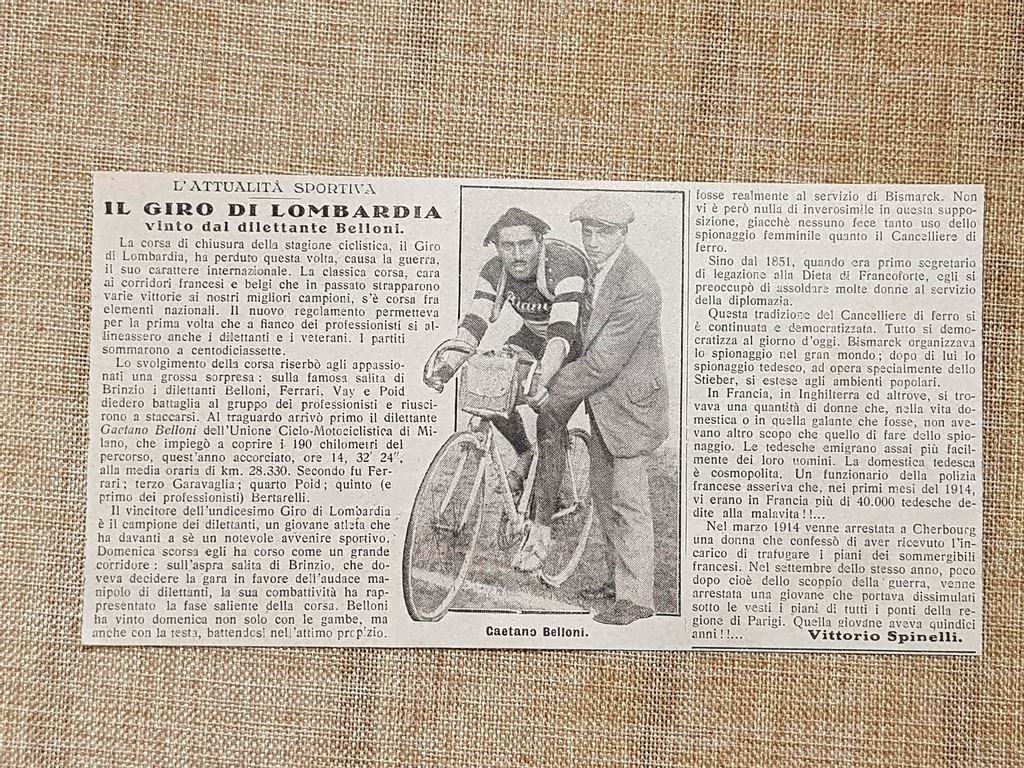 L'ATTUALITÀ SPORTIVA
IL GIRO DI LOMBARDIA
vinto dal dilettante Belloni.
La corsa di chiusura della stagione ciclistica, il Giro
di Lombardia, ha perduto questa volta, causa la guerra,
il suo carattere internazionale. La classica corsa, cara
ai corridori francesi e belgi che in passato strapparono
varie vittorie ai nostri migliori campioni, s'è corsa fra
elementi nazionali. Il nuovo regolamento permetteva
per la prima volta che a fianco dei professionisti si al-
lineassero anche i dilettanti e i veterani. I partiti
sommarono a centodiciassette.
Lo svolgimento della corsa riserbò agli appassio-
nati una grossa sorpresa: sulla famosa salita di
Brinzio i dilettanti Belloni, Ferrari, Vay e Poid
diedero battaglia al gruppo dei professionisti e riusci-
rono a staccarsi. Al traguardo arrivò primo il dilettante
Gaetano Belloni dell'Unione Ciclo-Motociclistica di Mi-
lano, che impiegò a coprire i 190 chilometri del
percorso, quest'anno accorciato, ore 14, 32' 24",
alla media oraria di km. 28.330. Secondo fu Fer-
rari; terzo Garavaglia; quarto Poid; quinto (e
primo dei professionisti) Bertarelli.
Il vincitore dell'undicesimo Giro di Lombardia
è il campione dei dilettanti, un giovane atleta che
ha davanti a sè un notevole avvenire sportivo.
Domenica scorsa egli ha corso come un grande
corridore: sull'aspra salita di Brinzio, che do-
veva decidere la gara in favore dell'audace ma-
nipolo di dilettanti, la sua combattività ha rap-
presentato la fase saliente della corsa. Belloni
ha vinto domenica non solo con le gambe, ma
anche con la testa, battendosi nell'attimo propizio.
Bianchi
Gaetano Belloni.
fosse realmente al servizio di Bismarck. Non
vi è però nulla di inverosimile in questa suppo-
sizione, giacchè nessuno fece tanto uso dello
spionaggio femminile quanto il Cancelliere di
ferro.
Sino dal 1851, quando era primo segretario
di legazione alla Dieta di Francoforte, egli si
preoccupò di assoldare molte donne al servizio
della diplomazia.
Questa tradizione del Cancelliere di ferro si
è continuata e democratizzata. Tutto si demo-
cratizza al giorno d'oggi. Bismarck organizzava
lo spionaggio nel gran mondo; dopo di lui lo
spionaggio tedesco, ad opera specialmente dello
Stieber, si estese agli ambienti popolari.
In Francia, in Inghilterra ed altrove, si tro-
vava una quantità di donne che, nella vita do-
mestica o in quella galante che fosse, non ave-
vano altro scopo che quello di fare dello spio-
naggio. Le tedesche emigrano assai più facil-
mente dei loro uomini. La domestica tedesca
è cosmopolita. Un funzionario della polizia
francese asseriva che, nei primi mesi del 1914,
vi erano in Francia più di 40.000 tedesche de-
dite alla malavita!!...
Nel marzo 1914 venne arrestata a Cherbourg
una donna che confessò di aver ricevuto l'in-
carico di trafugare i piani dei sommergibili
francesi. Nel settembre dello stesso anno, poco
dopo cioè dello scoppio della guerra, venne
arrestata una giovane che portava dissimulati
sotto le vesti i piani di tutti i ponti della re-
gione di Parigi. Quella giovane aveva quindici
anni!!... Vittorio Spinelli.